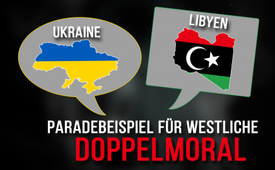 UKRAINE
LIBYEN
PARADEBEISPIEL FÜR WESTLICHE
DOPPELMORAL